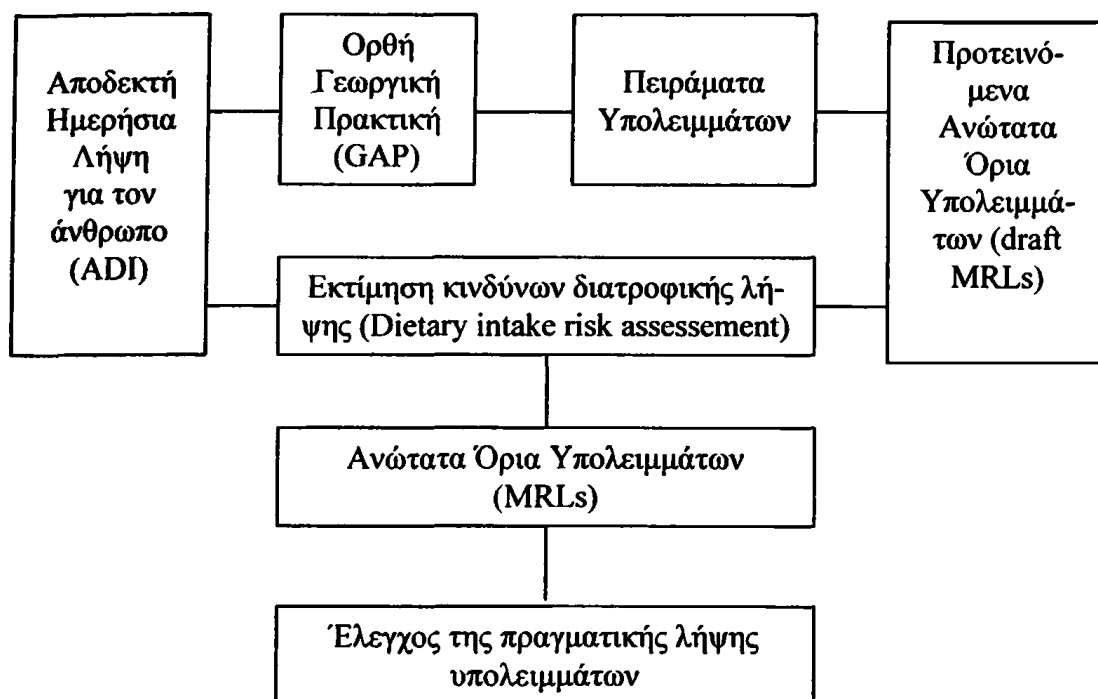 Αποδεκτή
Ημερήσια
Λήψη
για τον
άνθρωπο
(ADI)
Ορθή
Γεωργική
Πρακτική
(GAP)
Πειράματα
Υπολειμμάτων
Προτεινό-
μενα
Ανώτατα
Όρια
Υπολειμμά-
των (draft
MRLs)
Εκτίμηση κινδύνων διατροφικής λή-
ψης (Dietary intake risk assessement)
Ανώτατα Όρια Υπολειμμάτων
(MRLs)
Έλεγχος της πραγματικής λήψης
υπολειμμάτων